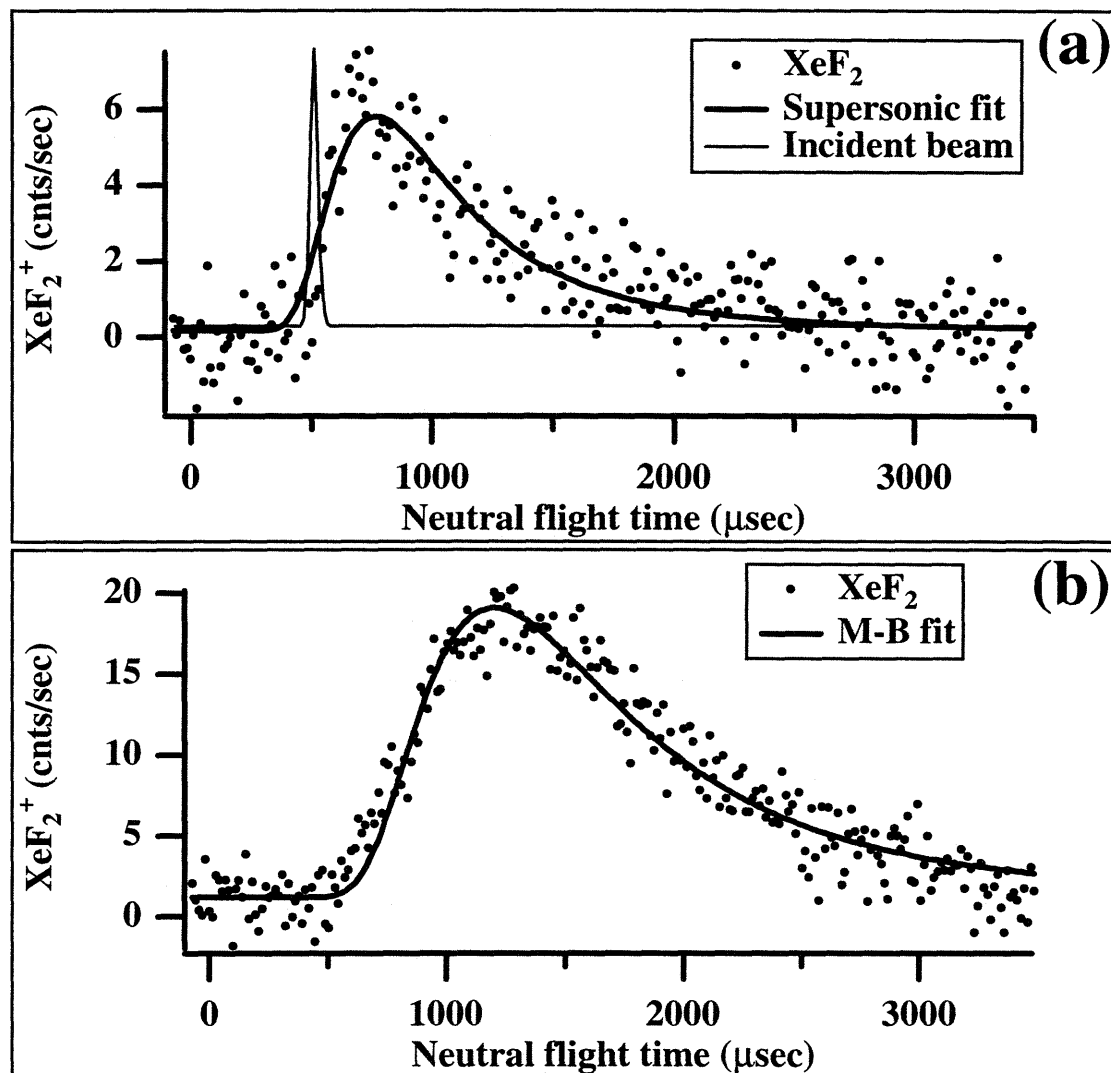 (a)
XeF₂
Supersonic fit
Incident beam
XeF₂⁺ (cnts/sec)
6
4
2
0
0 1000 2000 3000
Neutral flight time (μsec)
(b)
XeF₂
M-B fit
XeF₂⁺ (cnts/sec)
20
15
10
5
0
0 1000 2000 3000
Neutral flight time (μsec)